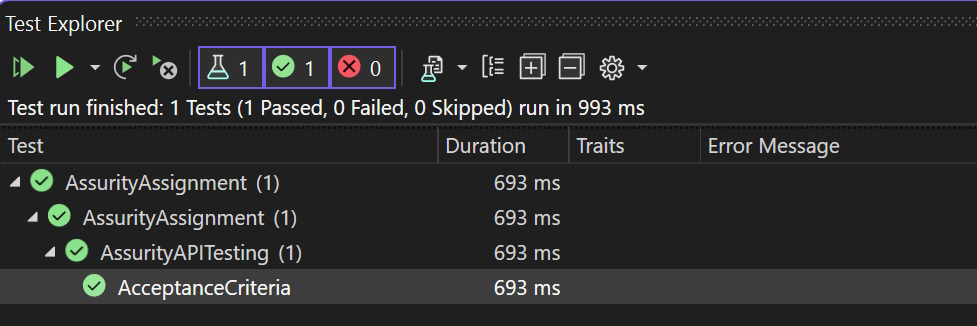 Test Explorer
1 1 0
Test run finished: 1 Tests (1 Passed, 0 Failed, 0 Skipped) run in 993 ms
Test Duration Traits Error Message
AssurityAssignment (1) 693 ms
AssurityAssignment (1) 693 ms
AssurityAPITesting (1) 693 ms
AcceptanceCriteria 693 ms